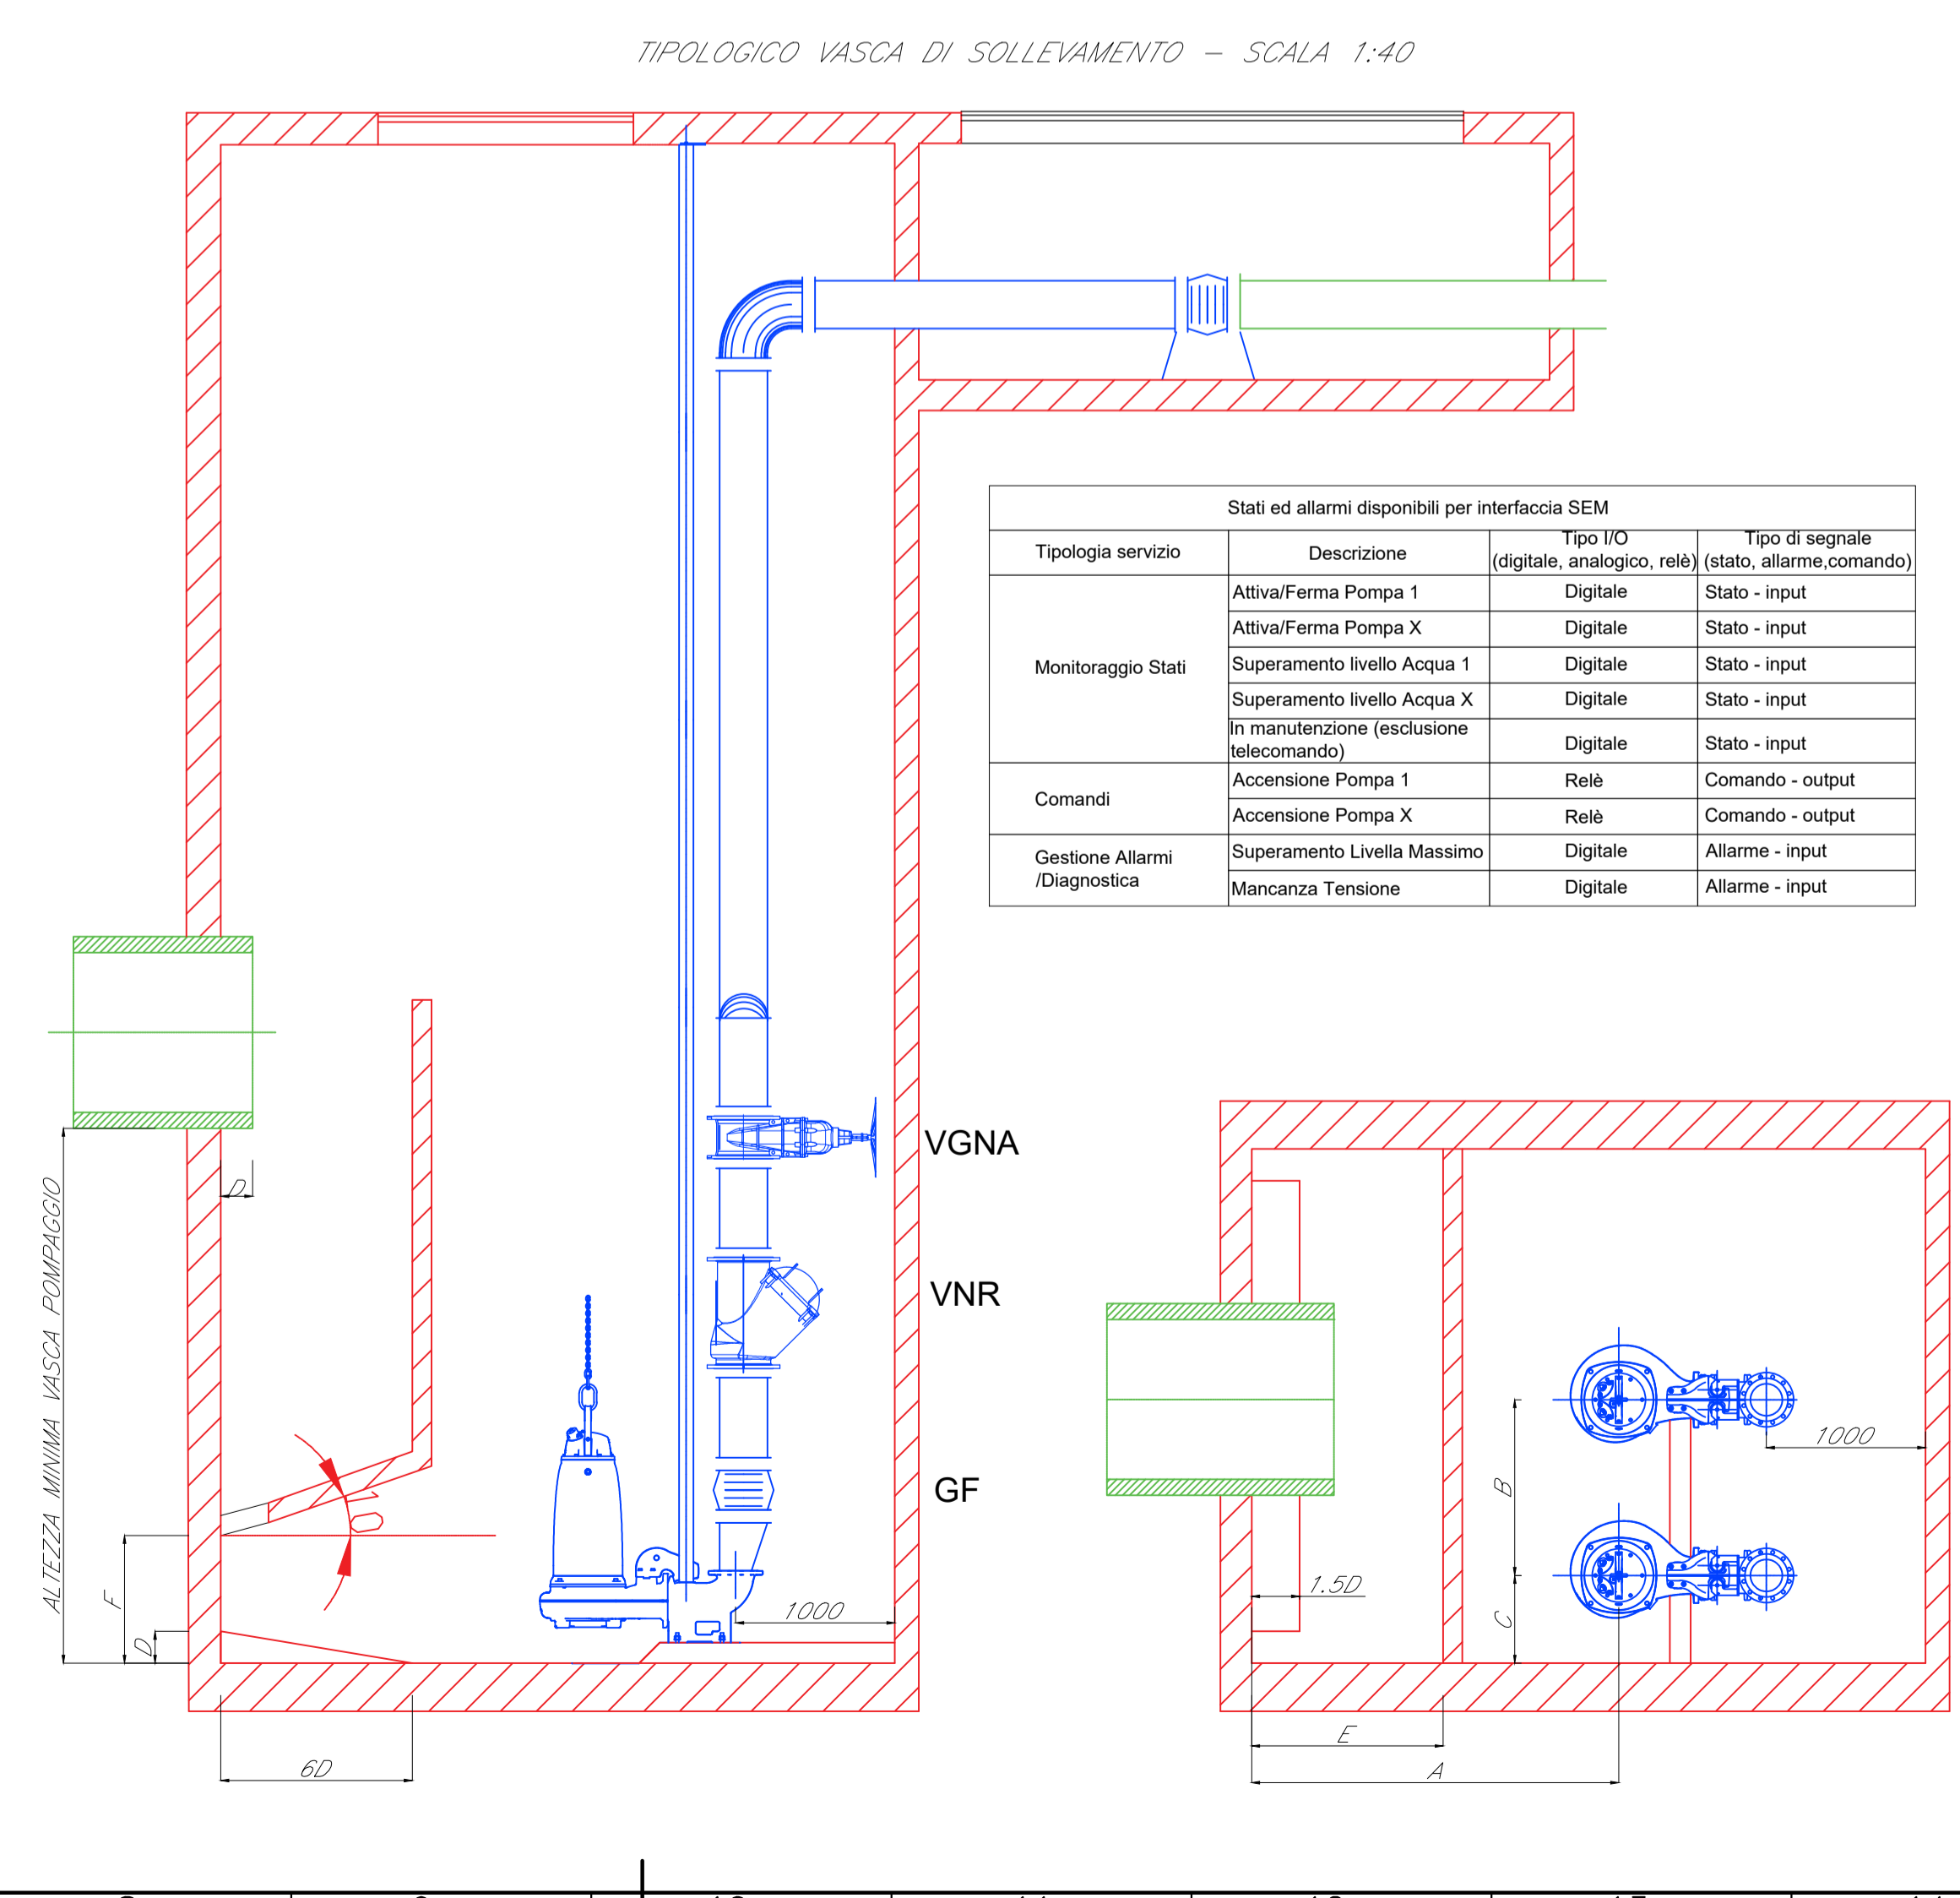 TIPOLOGICO VASCA DI SOLLEVAMENTO - SCALA 1:40
Stati ed allarmi disponibili per interfaccia SEM
Tipologia servizio
Descrizione
Tipo I/O
(digitale, analogico, relè)
Tipo di segnale
(stato, allarme,comando)
Monitoraggio Stati
Attiva/Ferma Pompa 1
Digitale
Stato - input
Attiva/Ferma Pompa X
Digitale
Stato - input
Superamento livello Acqua 1
Digitale
Stato - input
Superamento livello Acqua X
Digitale
Stato - input
In manutenzione (esclusione
telecomando)
Digitale
Stato - input
Comandi
Accensione Pompa 1
Relè
Comando - output
Accensione Pompa X
Relè
Comando - output
Gestione Allarmi
/Diagnostica
Superamento Livella Massimo
Digitale
Allarme - input
Mancanza Tensione
Digitale
Allarme - input
VGNA
VNR
GF
ALTEZZA MINIMA VASCA POMPAGGIO
D
F
D
1000
6D
1000
B
C
1.5D
E
A